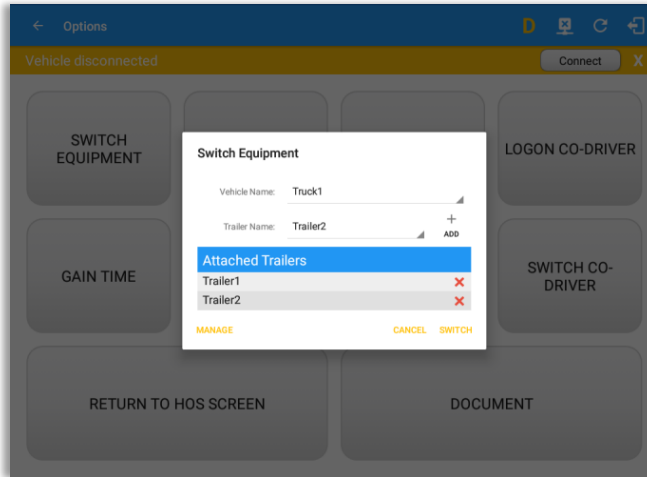 Options
D
Vehicle disconnected
Connect X
SWITCH
EQUIPMENT
LOGON CO-DRIVER
Switch Equipment
Vehicle Name: Truck1
Trailer Name: Trailer2
+
ADD
Attached Trailers
Trailer1
Trailer2
MANAGE CANCEL SWITCH
GAIN TIME
SWITCH CO-
DRIVER
RETURN TO HOS SCREEN
DOCUMENT